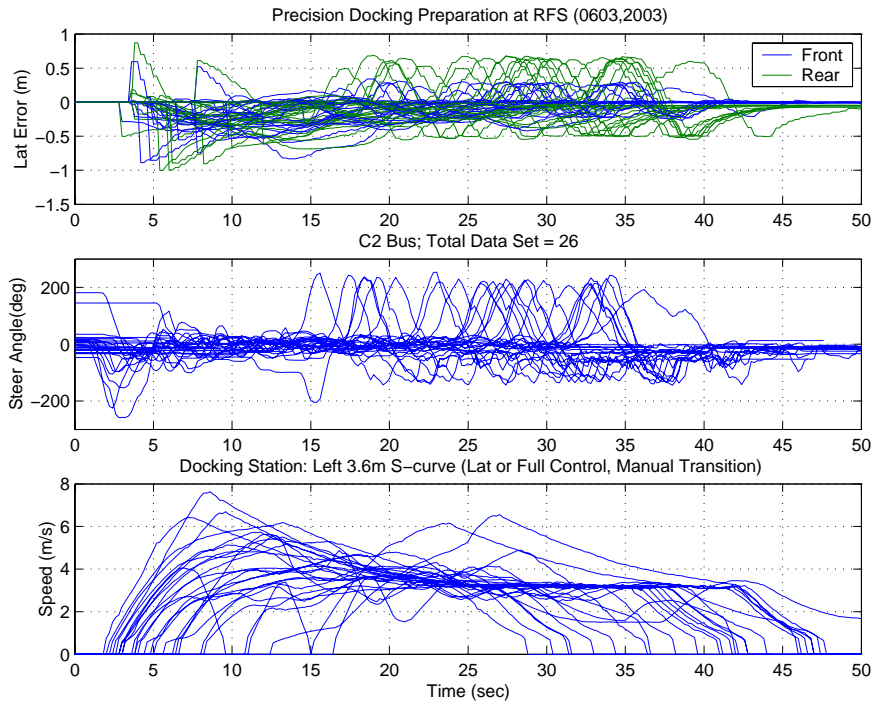 Precision Docking Preparation at RFS (0603,2003)
1
0.5
0
−0.5
−1
−1.5
Lat Error (m)
Front
Rear
0 5 10 15 20 25 30 35 40 45 50
C2 Bus; Total Data Set = 26
200
0
−200
Steer Angle(deg)
0 5 10 15 20 25 30 35 40 45 50
Docking Station: Left 3.6m S−curve (Lat or Full Control, Manual Transition)
8
6
4
2
0
Speed (m/s)
0 5 10 15 20 25 30 35 40 45 50
Time (sec)